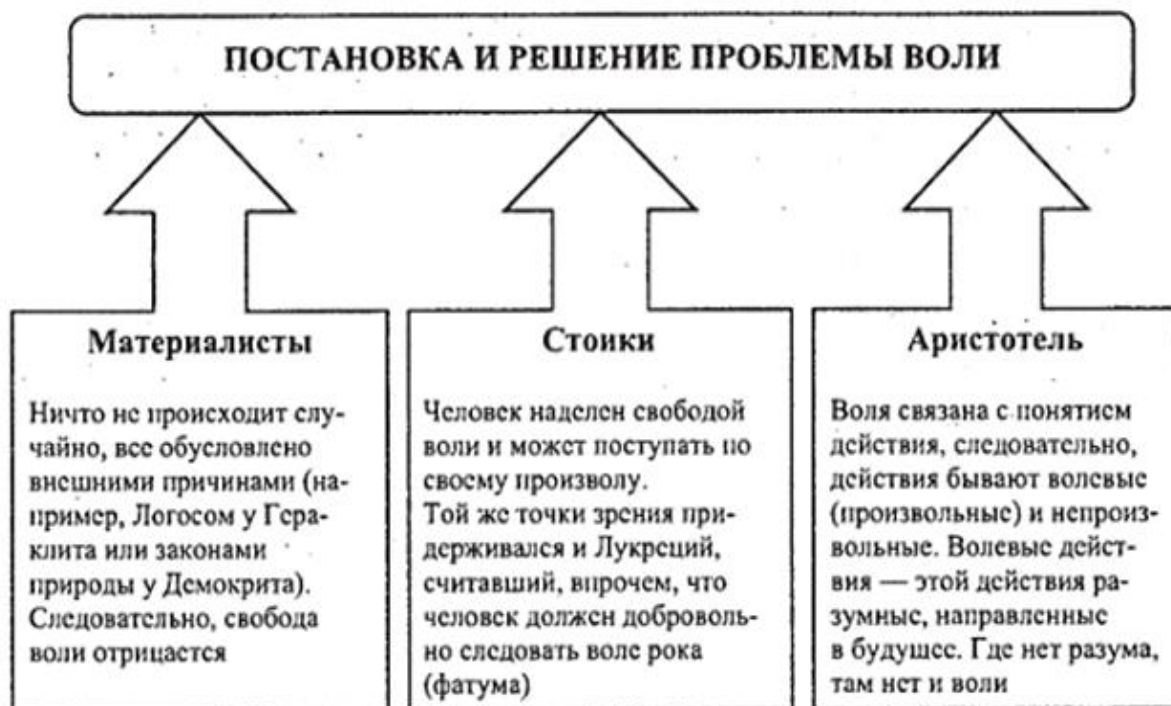 ПОСТАНОВКА И РЕШЕНИЕ ПРОБЛЕМЫ ВОЛИ
Материалисты
Ничто не происходит слу-
чайно, все обусловлено
внешними причинами (на-
пример, Логосом у Гера-
клита или законами
природы у Демокрита).
Следовательно, свобода
воли отрицается
Стоики
Человек наделен свободой
воли и может поступать по
своему произволу.
Той же точки зрения при-
держивался и Лукреций,
считавший, впрочем, что
человек должен доброволь-
но следовать воле рока
(фатума)
Аристотель
Воля связана с понятием
действия, следовательно,
действия бывают волевые
(произвольные) и непроиз-
вольные. Волевые дейст-
вия — этой действия ра-
зумные, направленные
в будущее. Где нет разума,
там нет и воли